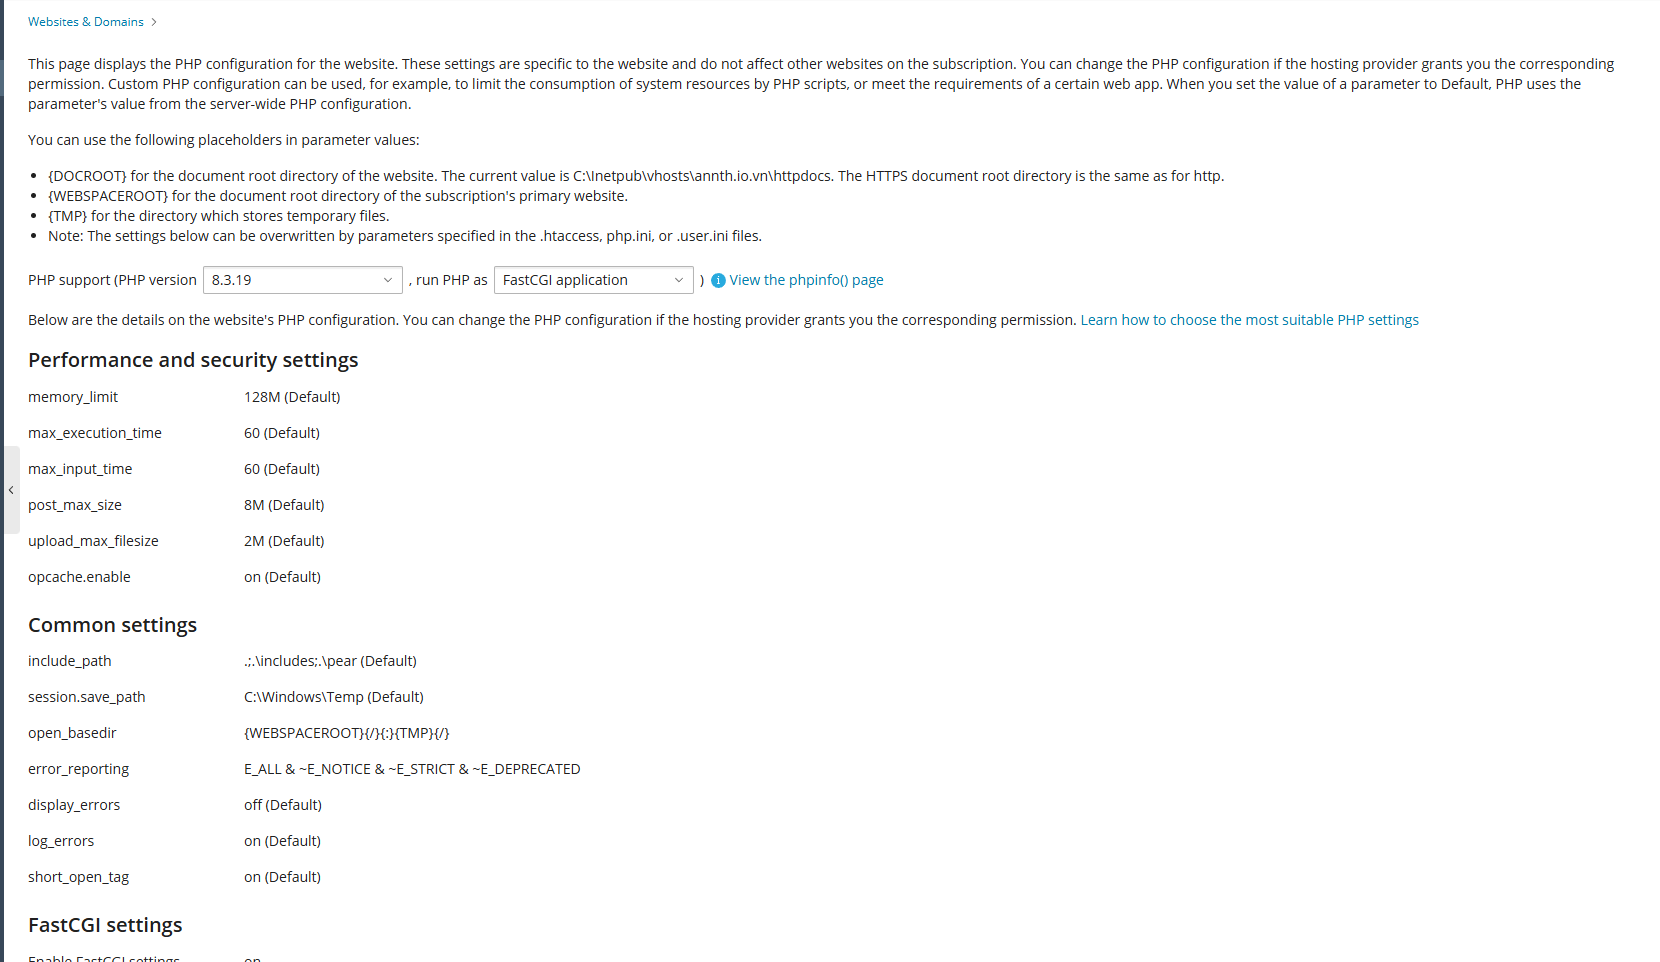 Websites & Domains >
This page displays the PHP configuration for the website. These settings are specific to the website and do not affect other websites on the subscription. You can change the PHP configuration if the hosting provider grants you the corresponding
permission. Custom PHP configuration can be used, for example, to limit the consumption of system resources by PHP scripts, or meet the requirements of a certain web app. When you set the value of a parameter to Default, PHP uses the
parameter's value from the server-wide PHP configuration.
You can use the following placeholders in parameter values:
• {DOCROOT} for the document root directory of the website. The current value is C:\Inetpub\vhosts\annth.io.vn\httpdocs. The HTTPS document root directory is the same as for http.
• {WEBSPACEROOT} for the document root directory of the subscription's primary website.
• {TMP} for the directory which stores temporary files.
• Note: The settings below can be overwritten by parameters specified in the .htaccess, php.ini, or .user.ini files.
PHP support (PHP version 8.3.19 , run PHP as FastCGI application ) i View the phpinfo() page
Below are the details on the website's PHP configuration. You can change the PHP configuration if the hosting provider grants you the corresponding permission. Learn how to choose the most suitable PHP settings
Performance and security settings
memory_limit 128M (Default)
max_execution_time 60 (Default)
max_input_time 60 (Default)
post_max_size 8M (Default)
upload_max_filesize 2M (Default)
opcache.enable on (Default)
Common settings
include_path .;.\includes;.\pear (Default)
session.save_path C:\Windows\Temp (Default)
open_basedir {WEBSPACEROOT}{/}{:}{TMP}{/}
error_reporting E_ALL & ~E_NOTICE & ~E_STRICT & ~E_DEPRECATED
display_errors off (Default)
log_errors on (Default)
short_open_tag on (Default)
FastCGI settings
Enable FastCGI settings on